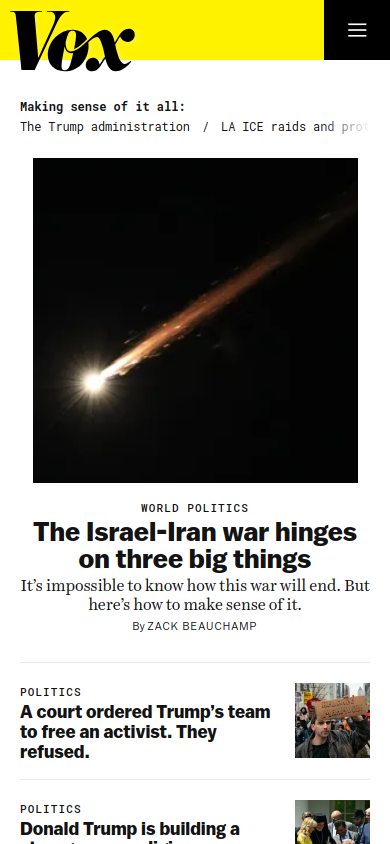 Vox
Making sense of it all:
The Trump administration / LA ICE raids and
WORLD POLITICS
The Israel-Iran war hinges
on three big things
It’s impossible to know how this war will end. But
here’s how to make sense of it.
By ZACK BEAUCHAMP
POLITICS
A court ordered Trump’s team
to free an activist. They
refused.
POLITICS
Donald Trump is building a